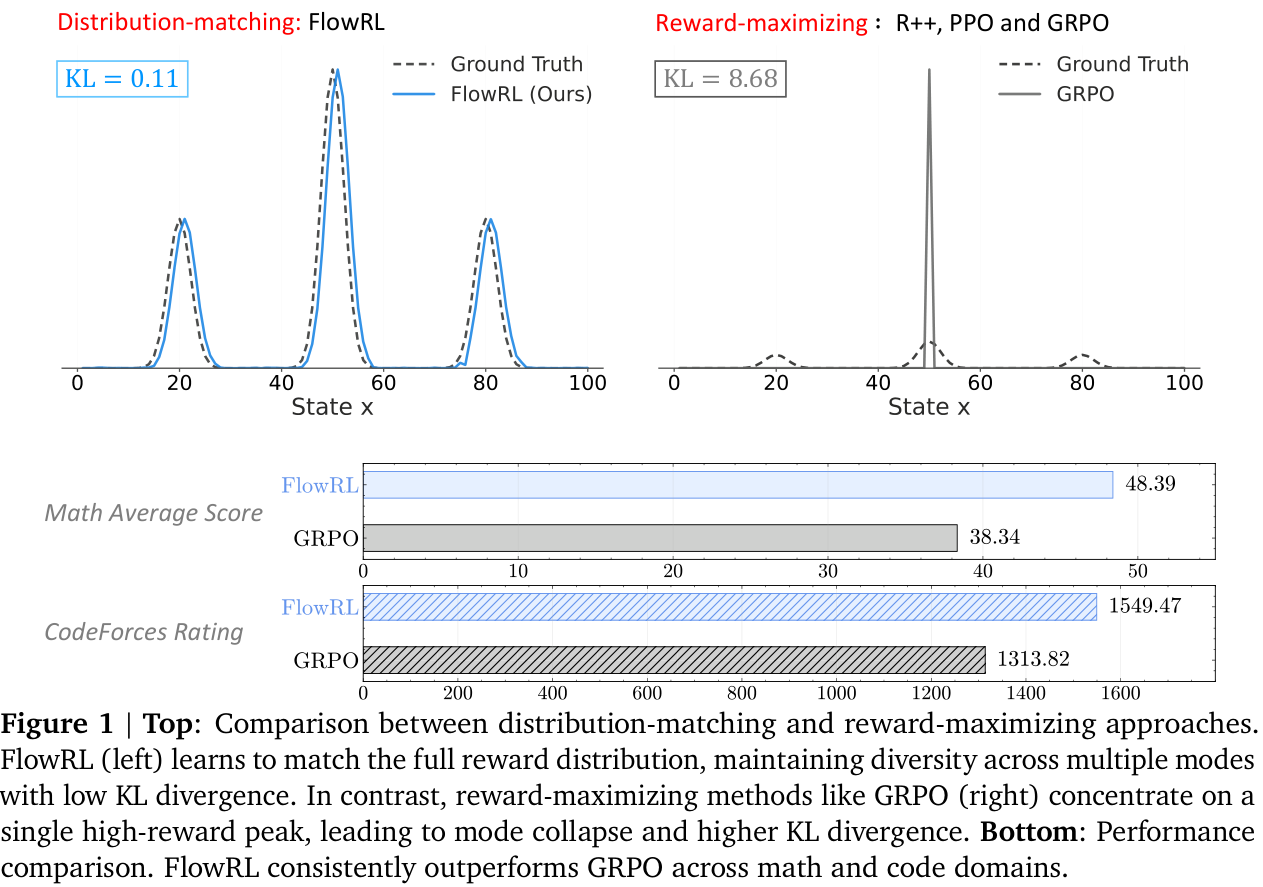 Distribution-matching: FlowRL
Reward-maximizing : R++, PPO and GRPO
KL = 0.11
Ground Truth
FlowRL (Ours)
0 20 40 60 80 100
State x
KL = 8.68
Ground Truth
GRPO
0 20 40 60 80 100
State x
Math Average Score
FlowRL 48.39
GRPO 38.34
0 10 20 30 40 50
CodeForces Rating
FlowRL 1549.47
GRPO 1313.82
0 200 400 600 800 1000 1200 1400 1600
Figure 1 | Top: Comparison between distribution-matching and reward-maximizing approaches.
FlowRL (left) learns to match the full reward distribution, maintaining diversity across multiple modes
with low KL divergence. In contrast, reward-maximizing methods like GRPO (right) concentrate on a
single high-reward peak, leading to mode collapse and higher KL divergence. Bottom: Performance
comparison. FlowRL consistently outperforms GRPO across math and code domains.